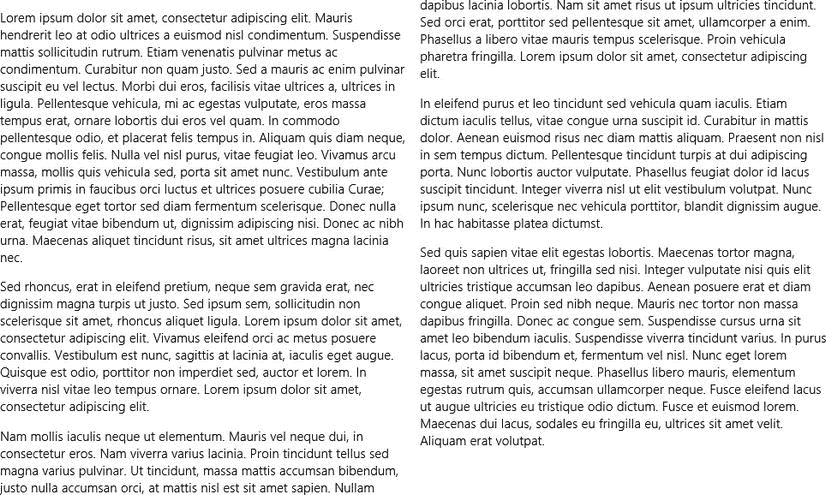 Lorem ipsum dolor sit amet, consectetur adipiscing elit. Mauris
hendrerit leo at odio ultrices a euismod nisl condimentum. Suspendisse
mattis sollicitudin rutrum. Etiam venenatis pulvinar metus ac
condimentum. Curabitur non quam justo. Sed a mauris ac enim pulvinar
suscipit eu vel lectus. Morbi dui eros, facilisis vitae ultrices a, ultrices in
ligula. Pellentesque vehicula, mi ac egestas vulputate, eros massa
tempus erat, ornare lobortis dui eros vel quam. In commodo
pellentesque odio, et placerat felis tempus in. Aliquam quis diam neque,
congue mollis felis. Nulla vel nisl purus, vitae feugiat leo. Vivamus arcu
massa, mollis quis vehicula sed, porta sit amet nunc. Vestibulum ante
ipsum primis in faucibus orci luctus et ultrices posuere cubilia Curae;
Pellentesque eget tortor sed diam fermentum scelerisque. Donec nulla
erat, feugiat vitae bibendum ut, dignissim adipiscing nisi. Donec ac nibh
urna. Maecenas aliquet tincidunt risus, sit amet ultrices magna lacinia
nec.
Sed rhoncus, erat in eleifend pretium, neque sem gravida erat, nec
dignissim magna turpis ut justo. Sed ipsum sem, sollicitudin non
scelerisque sit amet, rhoncus aliquet ligula. Lorem ipsum dolor sit amet,
consectetur adipiscing elit. Vivamus eleifend orci ac metus posuere
convallis. Vestibulum est nunc, sagittis at lacinia at, iaculis eget augue.
Quisque est odio, porttitor non imperdiet sed, auctor et lorem. In
viverra nisl vitae leo tempus ornare. Lorem ipsum dolor sit amet,
consectetur adipiscing elit.
Nam mollis iaculis neque ut elementum. Mauris vel neque dui, in
consectetur eros. Nam viverra varius lacinia. Proin tincidunt tellus sed
magna varius pulvinar. Ut tincidunt, massa mattis accumsan bibendum,
justo nulla accumsan orci, at mattis nisl est sit amet sapien. Nullam
dapibus lacinia lobortis. Nam sit amet risus ut ipsum ultricies tincidunt.
Sed orci erat, porttitor sed pellentesque sit amet, ullamcorper a enim.
Phasellus a libero vitae mauris tempus scelerisque. Proin vehicula
pharetra fringilla. Lorem ipsum dolor sit amet, consectetur adipiscing
elit.
In eleifend purus et leo tincidunt sed vehicula quam iaculis. Etiam
dictum iaculis tellus, vitae congue urna suscipit id. Curabitur in mattis
dolor. Aenean euismod risus nec diam mattis aliquam. Praesent non nisl
in sem tempus dictum. Pellentesque tincidunt turpis at dui adipiscing
porta. Nunc lobortis auctor vulputate. Phasellus feugiat dolor id lacus
suscipit tincidunt. Integer viverra nisl ut elit vestibulum volutpat. Nunc
ipsum nunc, scelerisque nec vehicula porttitor, blandit dignissim augue.
In hac habitasse platea dictumst.
Sed quis sapien vitae elit egestas lobortis. Maecenas tortor magna,
laoreet non ultrices ut, fringilla sed nisi. Integer vulputate nisi quis elit
ultricies tristique accumsan leo dapibus. Aenean posuere erat et diam
congue aliquet. Proin sed nibh neque. Mauris nec tortor non massa
dapibus fringilla. Donec ac congue sem. Suspendisse cursus urna sit
amet leo bibendum iaculis. Suspendisse viverra tincidunt varius. In purus
lacus, porta id bibendum et, fermentum vel nisl. Nunc eget lorem
massa, sit amet suscipit neque. Phasellus libero mauris, elementum
egestas rutrum quis, accumsan ullamcorper neque. Fusce eleifend lacus
ut augue ultricies eu tristique odio dictum. Fusce et euismod lorem.
Maecenas dui lacus, sodales eu fringilla eu, ultrices sit amet velit.
Aliquam erat volutpat.